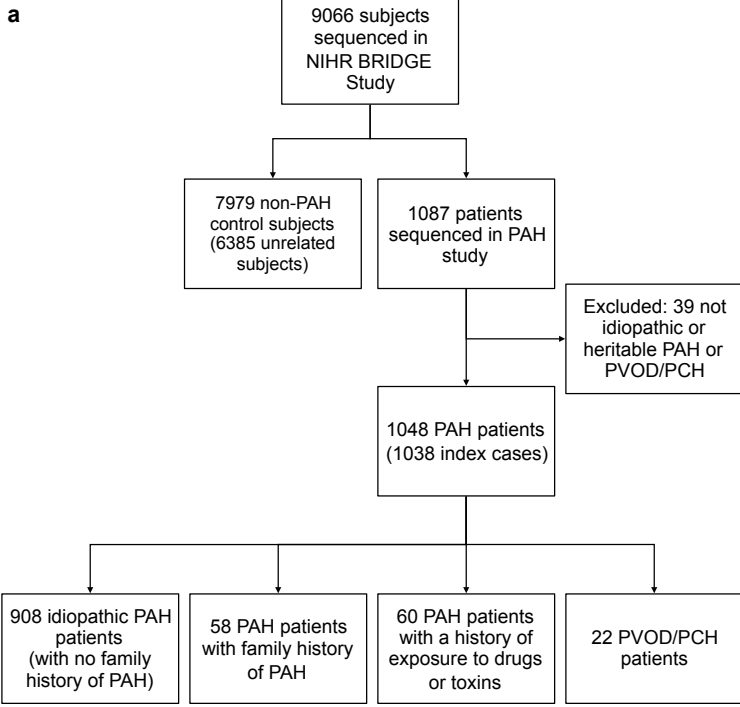 a
9066 subjects
sequenced in
NIHR BRIDGE
Study
7979 non-PAH
control subjects
(6385 unrelated
subjects)
1087 patients
sequenced in PAH
study
Excluded: 39 not
idiopathic or
heritable PAH or
PVOD/PCH
1048 PAH patients
(1038 index cases)
908 idiopathic PAH
patients
(with no family
history of PAH)
58 PAH patients
with family history
of PAH
60 PAH patients
with a history of
exposure to drugs
or toxins
22 PVOD/PCH
patients